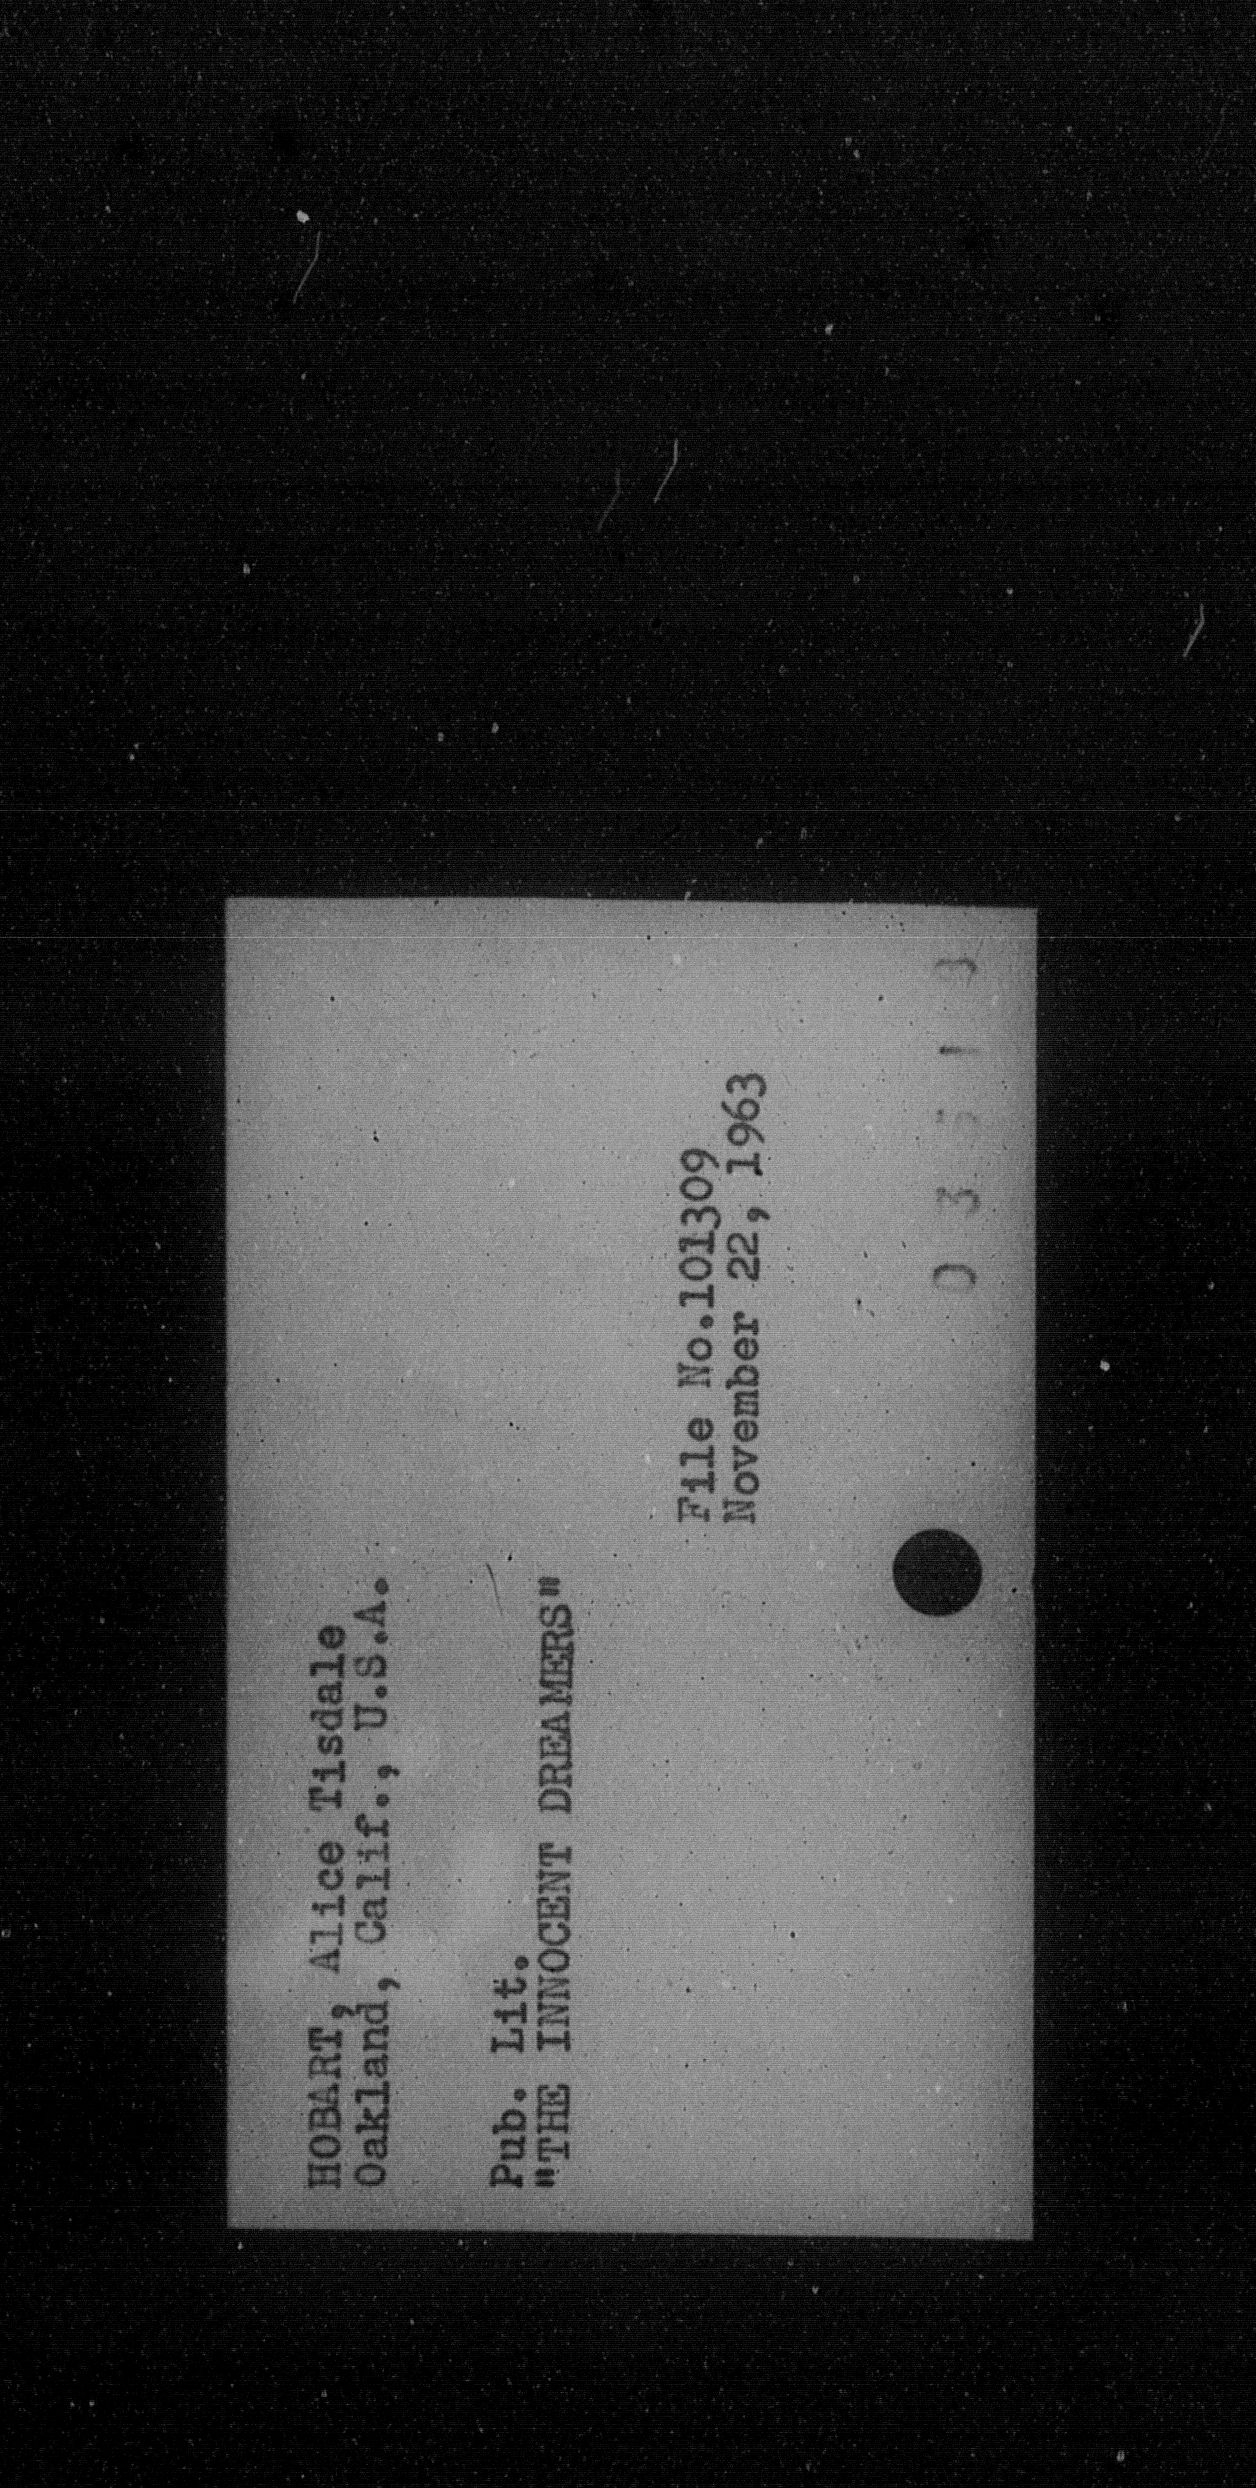 HOBART, Alice Tisdale
Oakland, Calif., U.S.A.
Pub. Lit.
"THE INNOCENT DREAMERS"
File No.101309
November 22, 1963